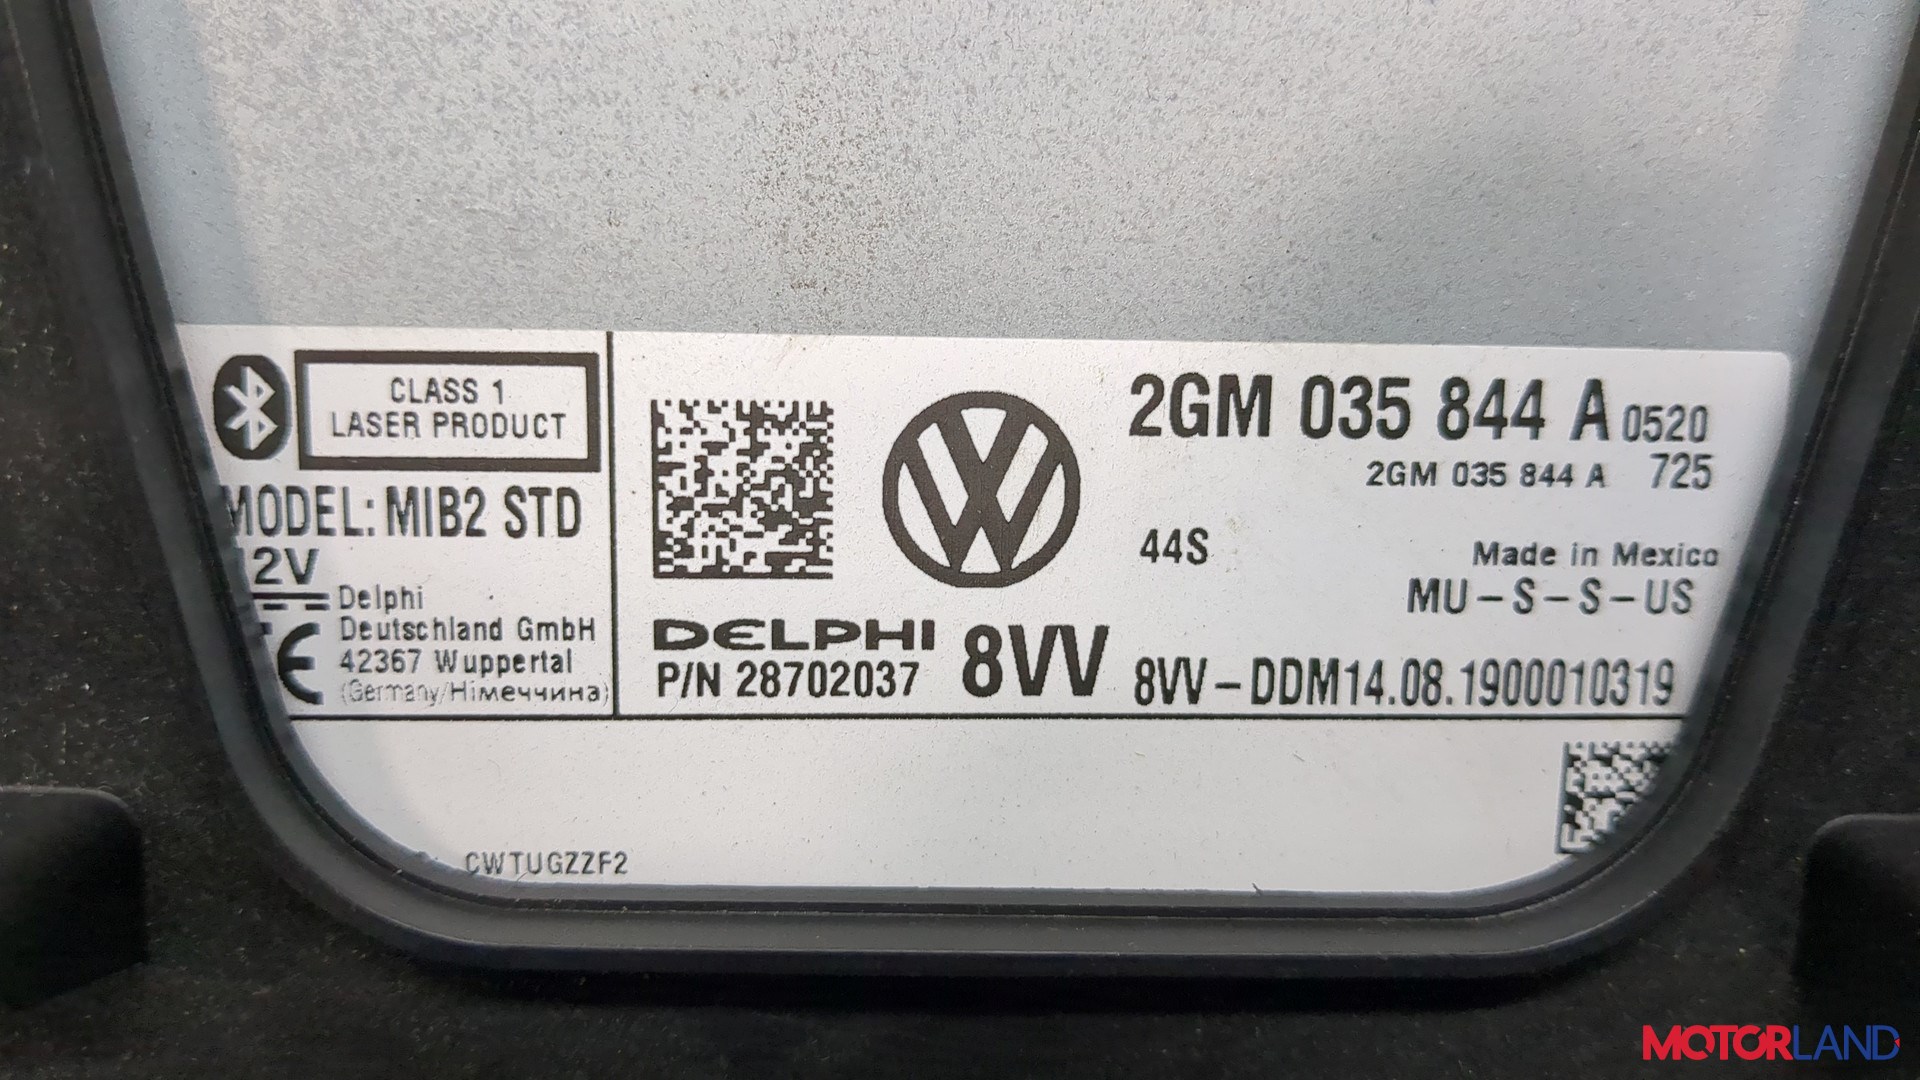 CLASS 1
LASER PRODUCT
MODEL: MIB2 STD
12V
Delphi
Deutschland GmbH
42367 Wuppertal
(Germany/Німеччина)
DELPHI
P/N 28702037
8VV
2GM 035 844 A 0520
2GM 035 844 A 725
44S
Made in Mexico
MU-S-S-US
8VV-DDM14.08.1900010319
CWTUGZZF2
MOTORLAND